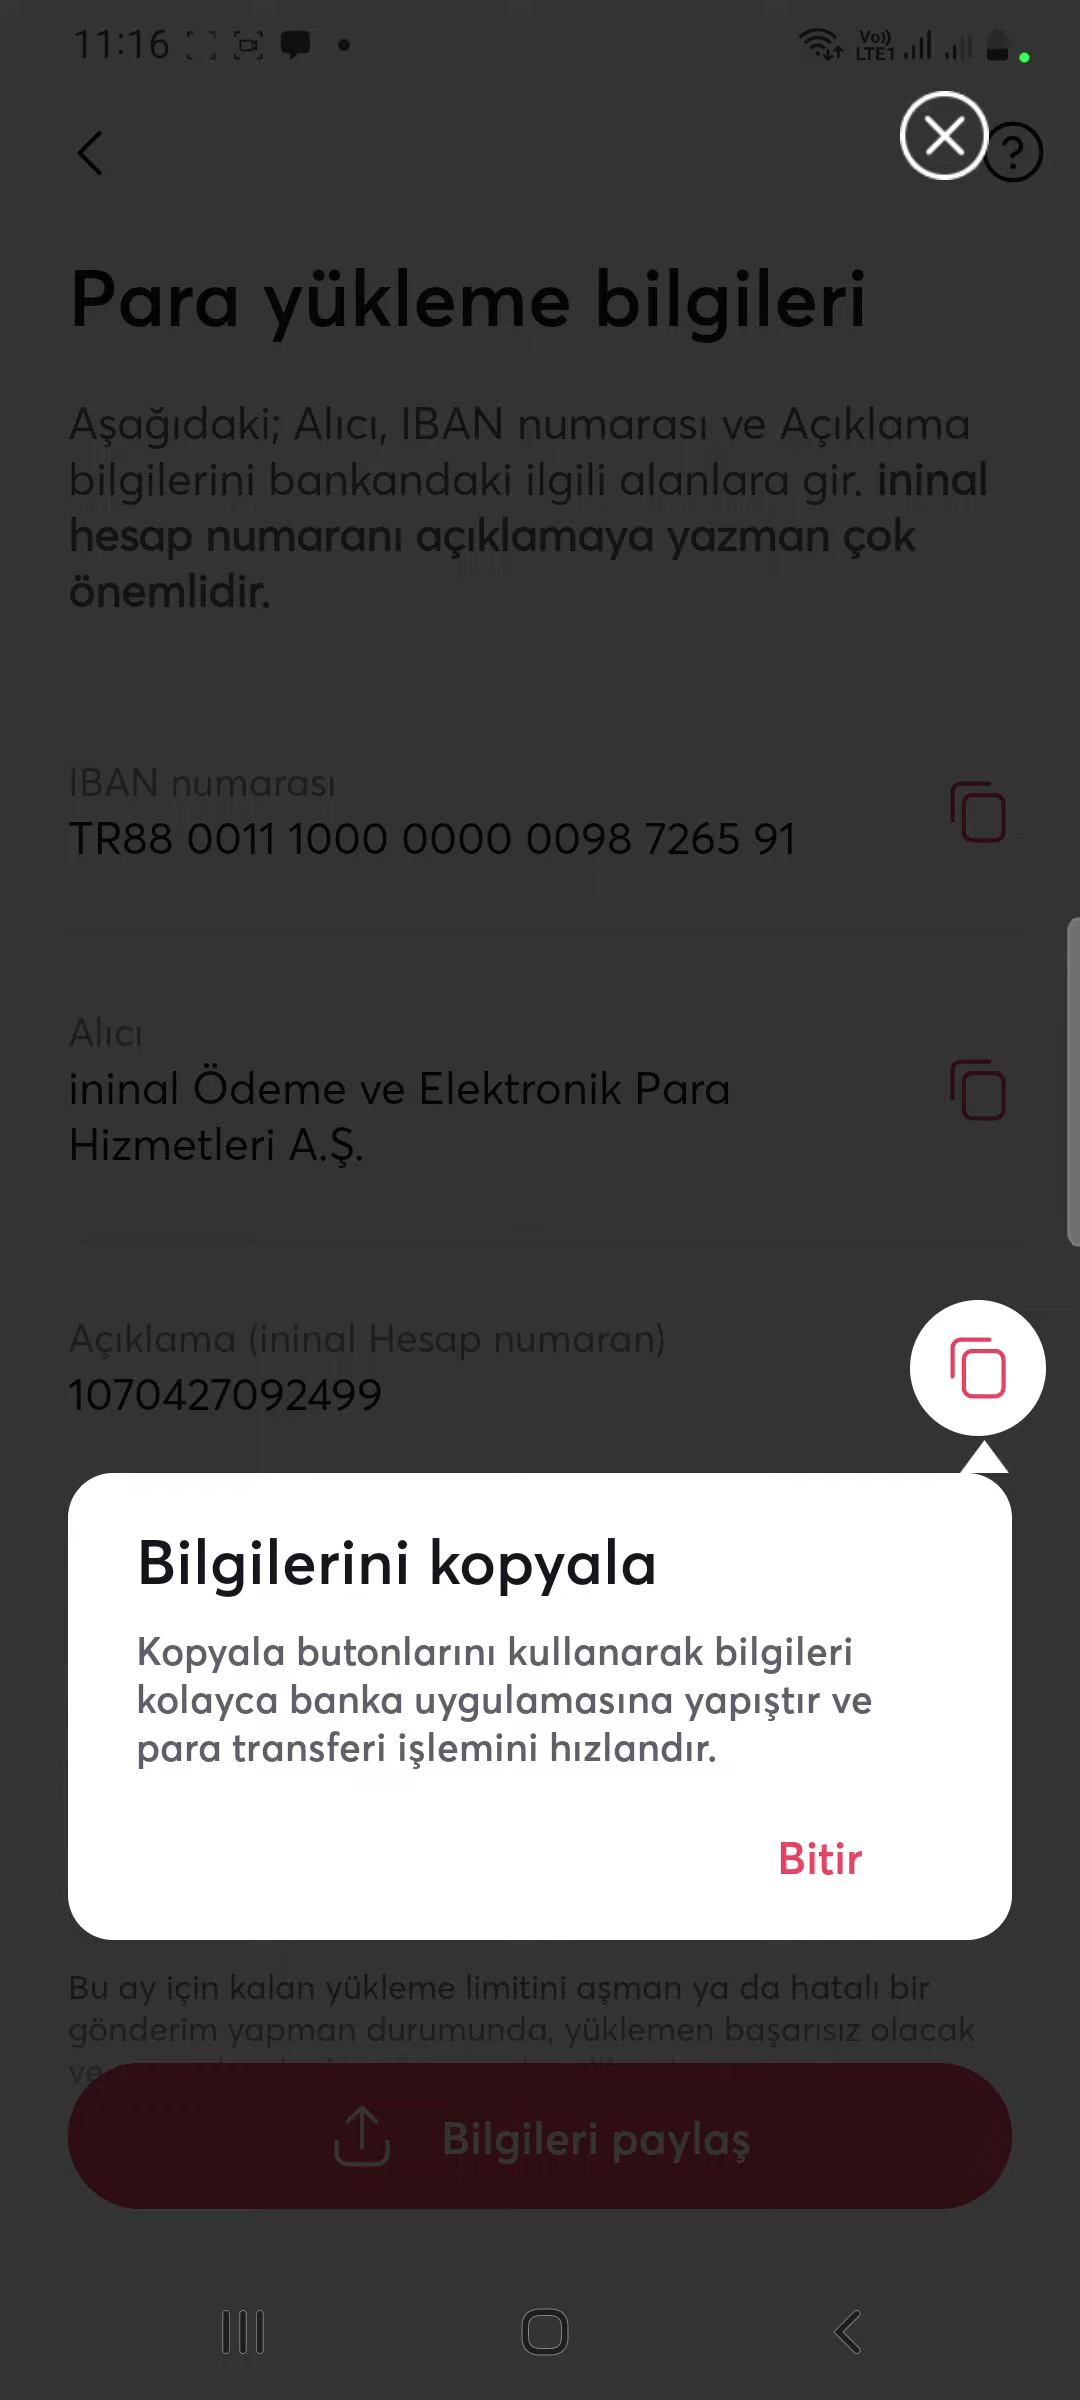 11:16
Vo))
LTE1
?
Para yükleme bilgileri
Aşağıdaki; Alıcı, IBAN numarası ve Açıklama
bilgilerini bankandaki ilgili alanlara gir. ininal
hesap numaranı açıklamaya yazman çok
önemlidir.
IBAN numarası
TR88 0011 1000 0000 0098 7265 91
Alıcı
ininal Ödeme ve Elektronik Para
Hizmetleri A.Ş.
Açıklama (ininal Hesap numaran)
1070427092499
Bilgilerini kopyala
Kopyala butonlarını kullanarak bilgileri
kolayca banka uygulamasına yapıştır ve
para transferi işlemini hızlandır.
Bitir
Bu ay için kalan yükleme limitini aşman ya da hatalı bir
gönderim yapman durumunda, yüklemen başarısız olacak
ve
Bilgileri paylaş